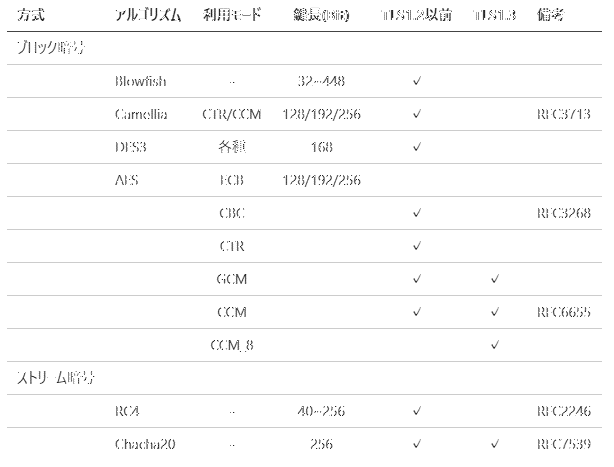 方式 アルゴリズム 利用モード 鍵長(Bit) TLS1.2以前 TLS1.3 備考
ブロック暗号
Blowfish - 32~448 ✓
Camellia CTR/CCM 128/192/256 ✓ RFC3713
DES3 各種 168 ✓
AES ECB 128/192/256
CBC ✓ RFC3268
CTR ✓
GCM ✓ ✓
CCM ✓ ✓ RFC6655
CCM_8 ✓
ストリーム暗号
RC4 - 40~256 ✓ RFC2246
Chacha20 - 256 ✓ ✓ RFC7539